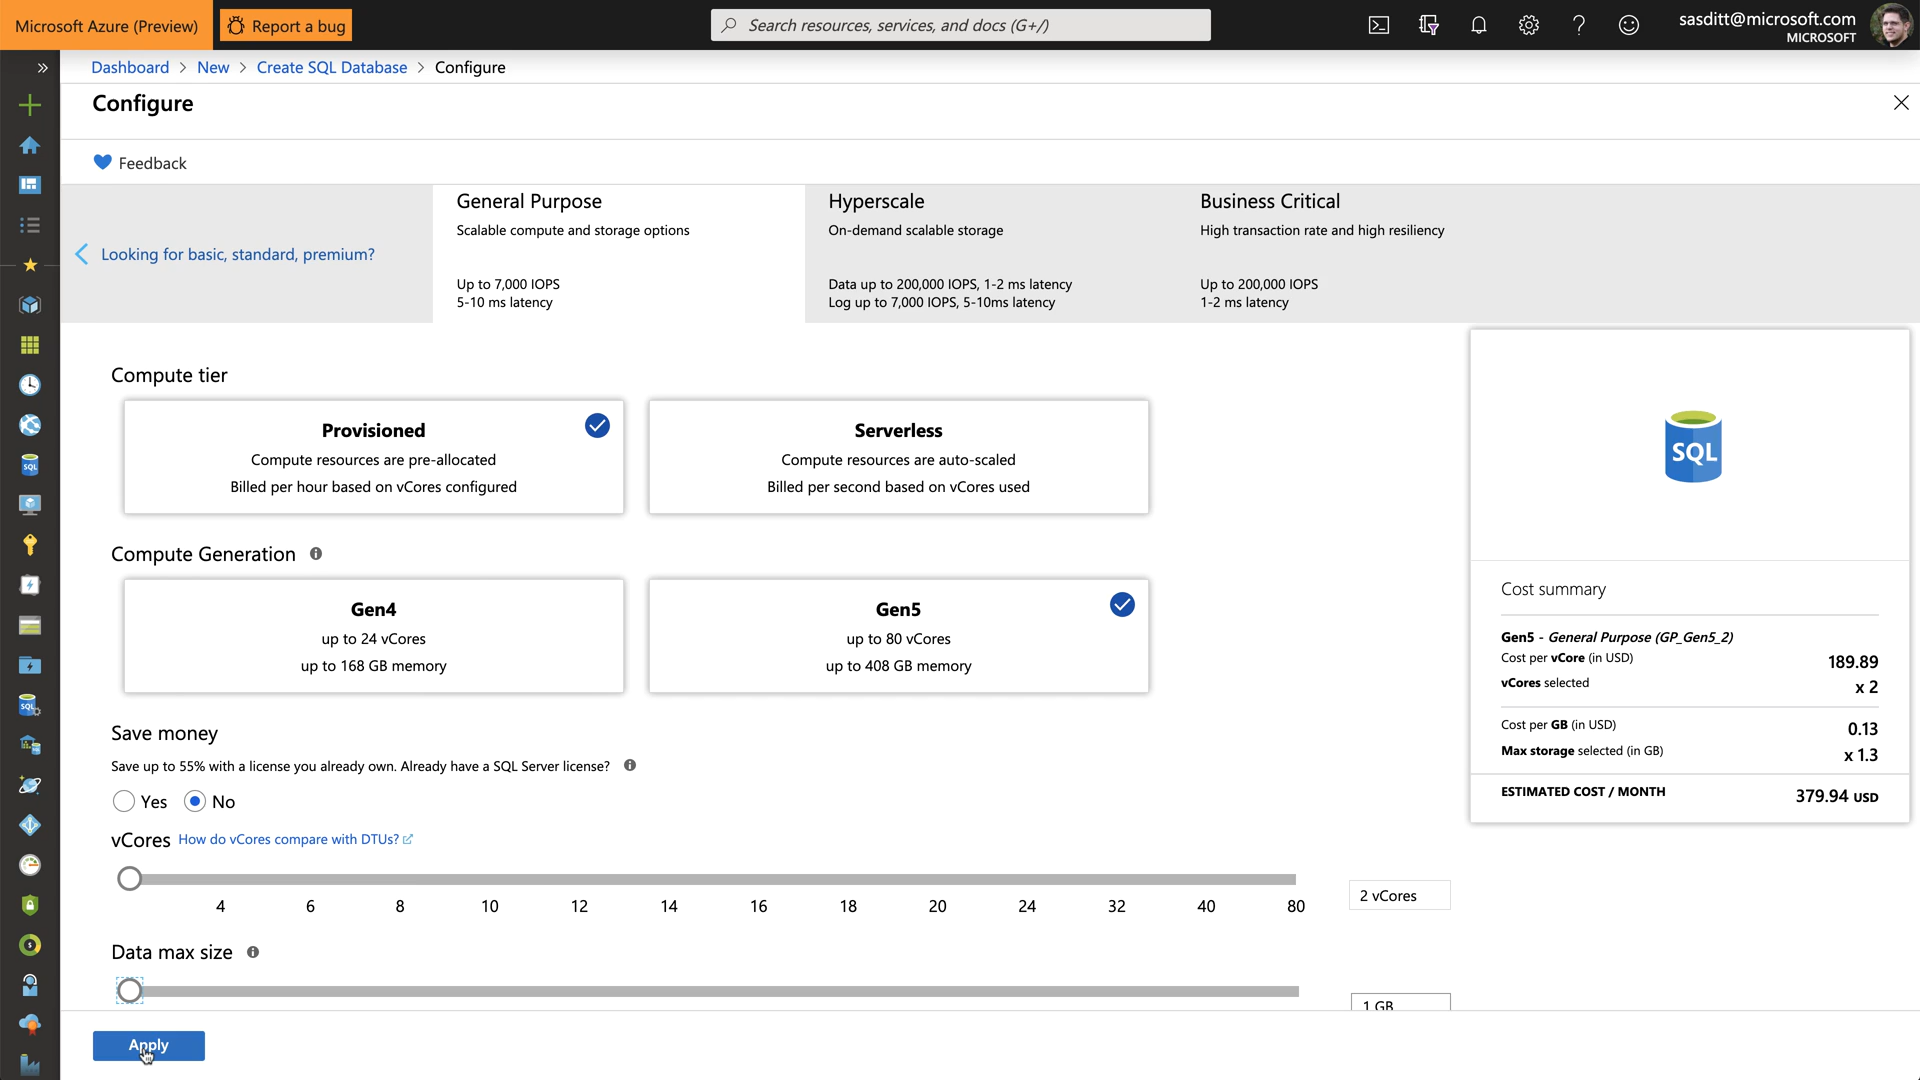 Microsoft Azure (Preview)
Report a bug
Search resources, services, and docs (G+/)
sasditt@microsoft.com
MICROSOFT
Dashboard > New > Create SQL Database > Configure
Configure
Feedback
Looking for basic, standard, premium?
General Purpose
Scalable compute and storage options
Up to 7,000 IOPS
5-10 ms latency
Hyperscale
On-demand scalable storage
Data up to 200,000 IOPS, 1-2 ms latency
Log up to 7,000 IOPS, 5-10ms latency
Business Critical
High transaction rate and high resiliency
Up to 200,000 IOPS
1-2 ms latency
Compute tier
Provisioned
Compute resources are pre-allocated
Billed per hour based on vCores configured
Serverless
Compute resources are auto-scaled
Billed per second based on vCores used
Compute Generation
Gen4
up to 24 vCores
up to 168 GB memory
Gen5
up to 80 vCores
up to 408 GB memory
Save money
Save up to 55% with a license you already own. Already have a SQL Server license?
Yes No
vCores How do vCores compare with DTUs?
4 6 8 10 12 14 16 18 20 24 32 40 80
2 vCores
Data max size
1 GB
Apply
SQL
Cost summary
Gen5 - General Purpose (GP_Gen5_2)
Cost per vCore (in USD) 189.89
vCores selected x 2
Cost per GB (in USD) 0.13
Max storage selected (in GB) x 1.3
ESTIMATED COST / MONTH 379.94 USD
SQL
SQL